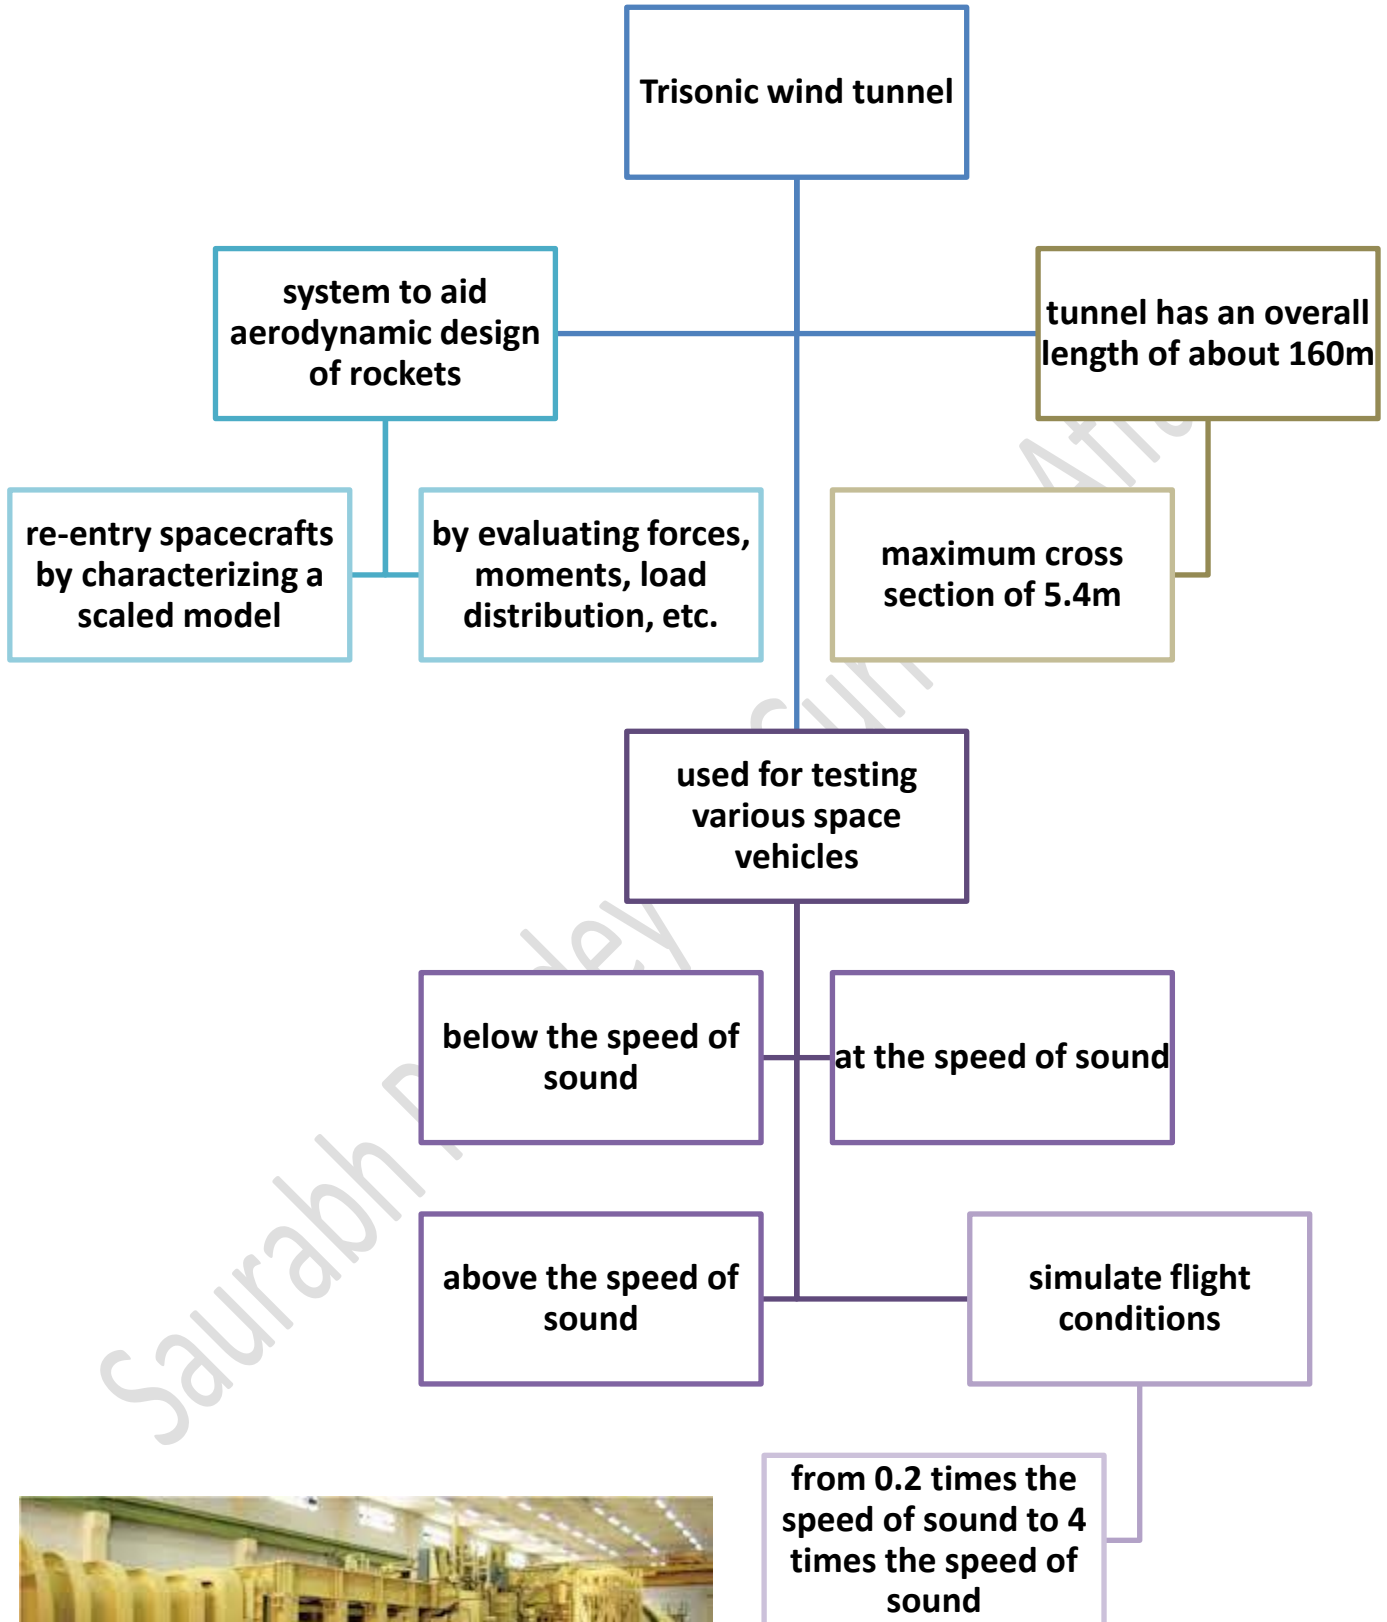 Trisonic wind tunnel
system to aid
aerodynamic design
of rockets
tunnel has an overall
length of about 160m
re-entry spacecrafts
by characterizing a
scaled model
by evaluating forces,
moments, load
distribution, etc.
maximum cross
section of 5.4m
used for testing
various space
vehicles
below the speed of
sound
at the speed of sound
above the speed of
sound
simulate flight
conditions
from 0.2 times the
speed of sound to 4
times the speed of
sound
Saurabh